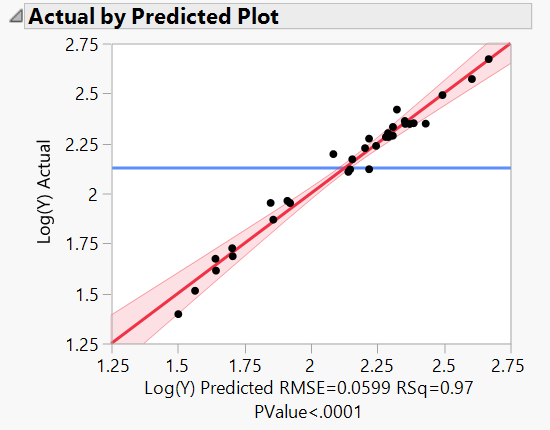 Actual by Predicted Plot
2.75
2.5
2.25
2
1.75
1.5
1.25
Log(Y) Actual
1.25 1.5 1.75 2 2.25 2.5 2.75
Log(Y) Predicted RMSE=0.0599 RSq=0.97
PValue<.0001